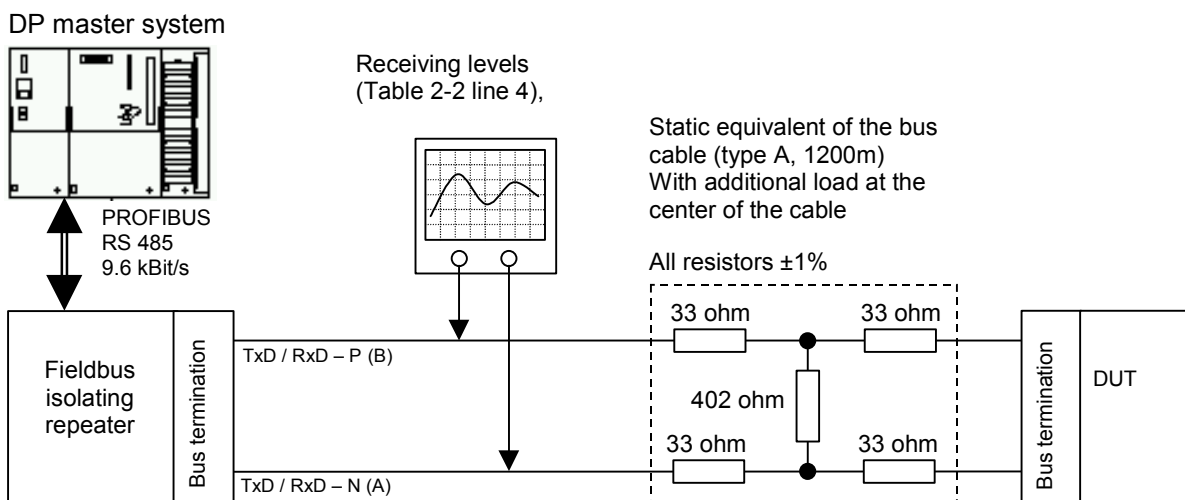 DP master system
PROFIBUS
RS 485
9.6 kBit/s
Receiving levels
(Table 2-2 line 4),
Static equivalent of the bus
cable (type A, 1200m)
With additional load at the
center of the cable
All resistors ±1%
33 ohm
33 ohm
TxD / RxD – P (B)
Fieldbus
isolating
repeater
Bus termination
402 ohm
Bus termination
DUT
33 ohm
33 ohm
TxD / RxD – N (A)